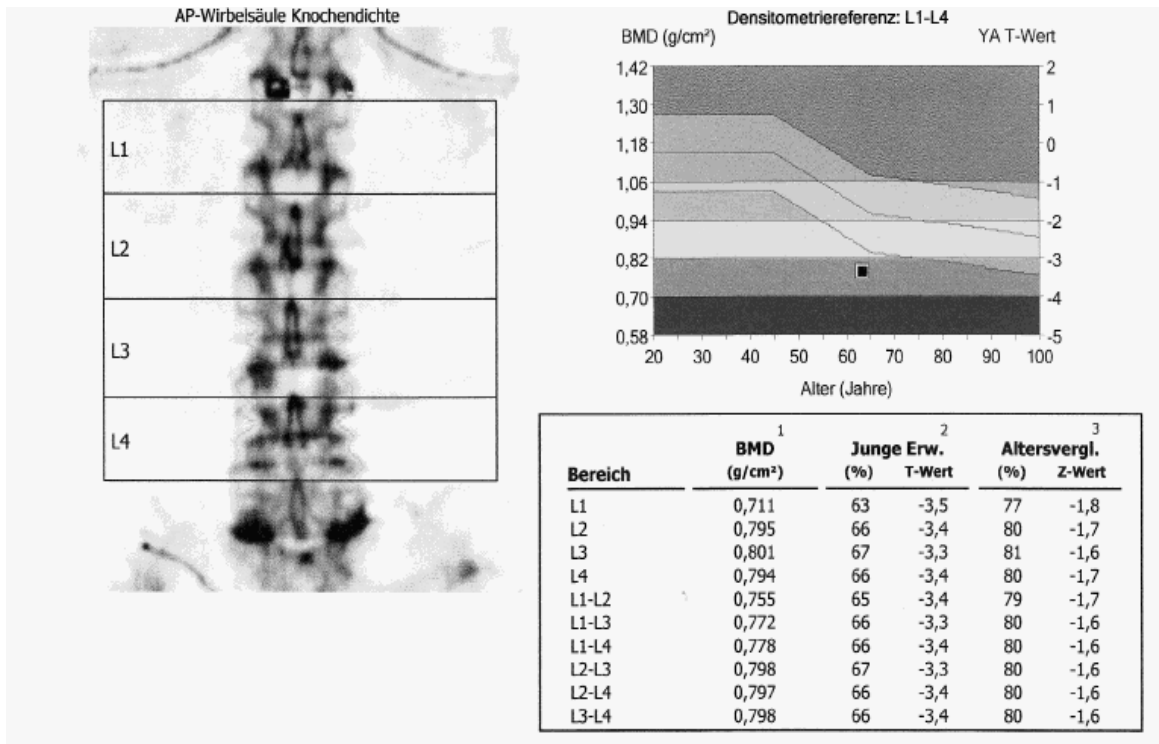 AP-Wirbelsäule Knochendichte
L1
L2
L3
L4
Densitometriereferenz: L1-L4
BMD (g/cm²) YA T-Wert
1,42 2
1,30 1
1,18 0
1,06 -1
0,94 -2
0,82 -3
0,70 -4
0,58 -5
20 30 40 50 60 70 80 90 100
Alter (Jahre)
1 2 3
BMD Junge Erw. Altersvergl.
Bereich (g/cm²) (%) T-Wert (%) Z-Wert
L1 0,711 63 -3,5 77 -1,8
L2 0,795 66 -3,4 80 -1,7
L3 0,801 67 -3,3 81 -1,6
L4 0,794 66 -3,4 80 -1,7
L1-L2 0,755 65 -3,4 79 -1,7
L1-L3 0,772 66 -3,3 80 -1,6
L1-L4 0,778 66 -3,4 80 -1,6
L2-L3 0,798 67 -3,3 80 -1,6
L2-L4 0,797 66 -3,4 80 -1,6
L3-L4 0,798 66 -3,4 80 -1,6